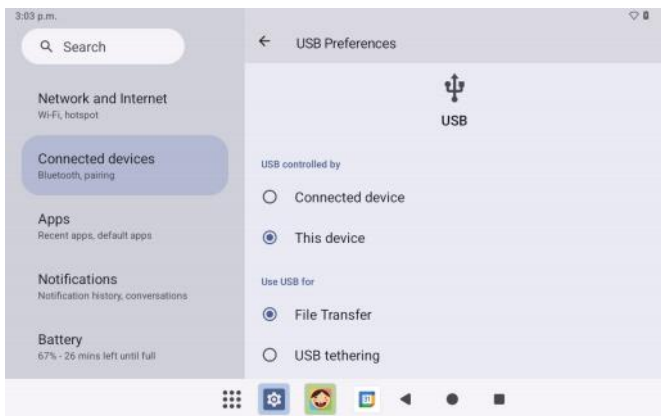 3:03 p.m.
Search
Network and Internet
Wi-Fi, hotspot
Connected devices
Bluetooth, pairing
Apps
Recent apps, default apps
Notifications
Notification history, conversations
Battery
67% - 26 mins left until full
USB Preferences
USB
USB controlled by
Connected device
This device
Use USB for
File Transfer
USB tethering
31